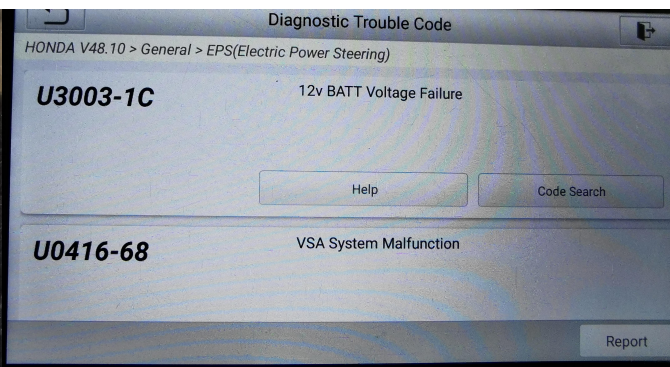 Diagnostic Trouble Code
HONDA V48.10 > General > EPS(Electric Power Steering)
U3003-1C 12v BATT Voltage Failure
Help Code Search
U0416-68 VSA System Malfunction
Report